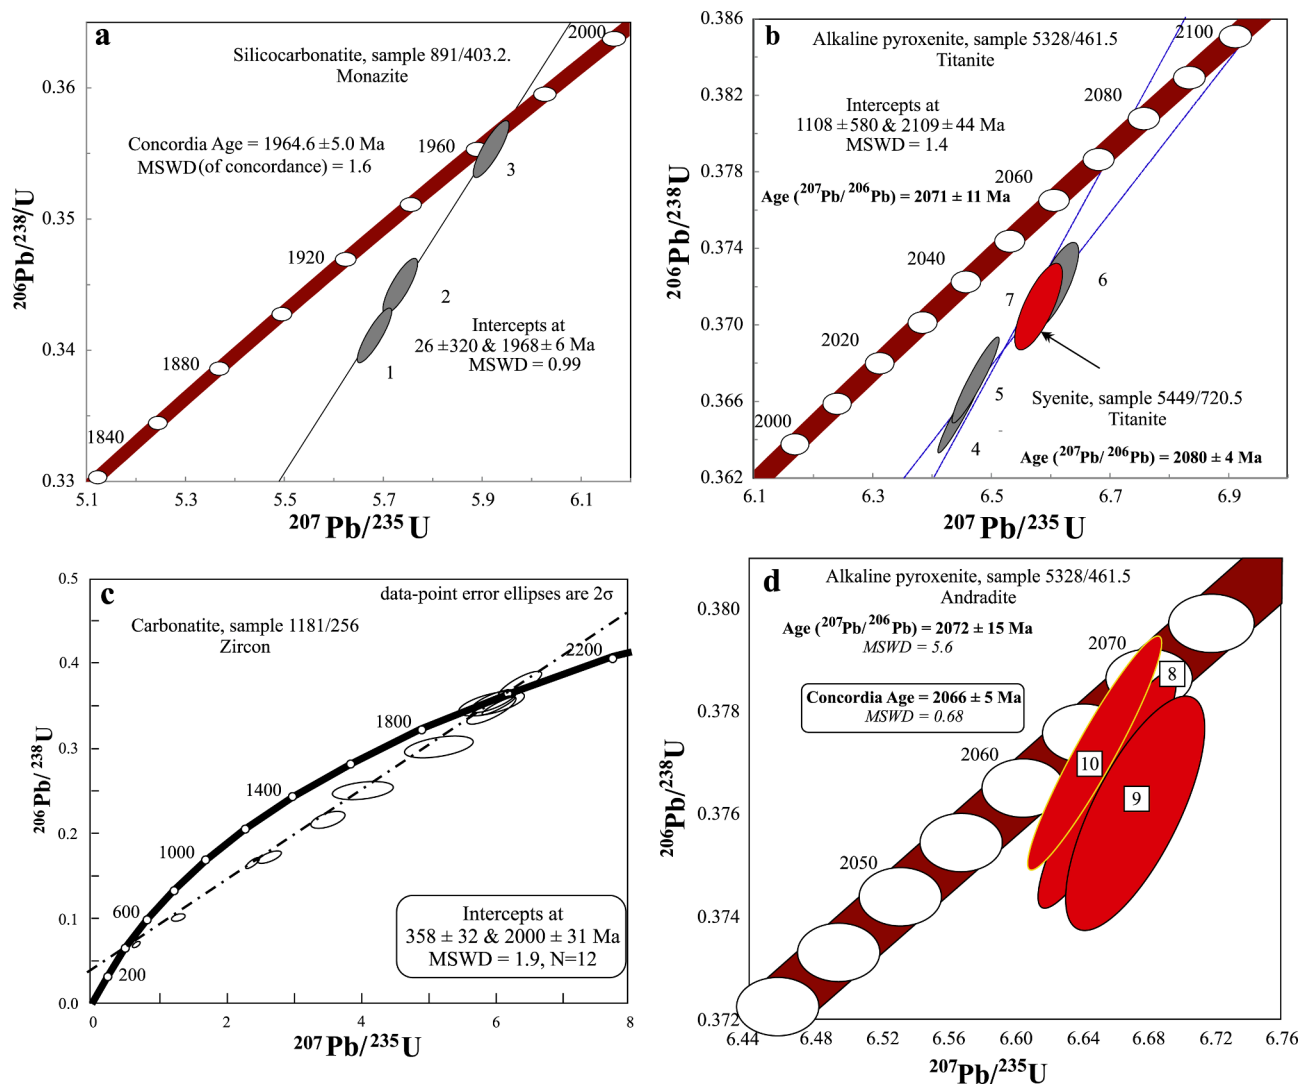 a
Silicocarbonatite, sample 891/403.2.
Monazite
Concordia Age = 1964.6 ±5.0 Ma
MSWD (of concordance) = 1.6
Intercepts at
26 ±320 & 1968± 6 Ma
MSWD = 0.99
2000
1960
1920
1880
1840
3
2
1
0.36
0.35
0.34
0.33
5.1
5.3
5.5
5.7
5.9
6.1
206Pb/238/U
207 Pb/235 U
b
Alkaline pyroxenite, sample 5328/461.5
Titanite
Intercepts at
1108 ±580 & 2109 ± 44 Ma
MSWD = 1.4
Age (207Pb/ 206Pb) = 2071 ± 11 Ma
2100
2080
2060
2040
2020
2000
7
6
5
4
Syenite, sample 5449/720.5
Titanite
Age (207Pb/ 206Pb) = 2080 ± 4 Ma
0.386
0.382
0.378
0.374
0.370
0.366
0.362
6.1
6.3
6.5
6.7
6.9
206Pb/238U
207 Pb/235U
c
data-point error ellipses are 2σ
Carbonatite, sample 1181/256
Zircon
2200
1800
1400
1000
600
200
Intercepts at
358 ± 32 & 2000 ± 31 Ma
MSWD = 1.9, N=12
0.5
0.4
0.3
0.2
0.1
0.0
0
2
4
6
8
206Pb/238U
207 Pb/235U
d
Alkaline pyroxenite, sample 5328/461.5
Andradite
Age (207Pb/ 206Pb) = 2072 ± 15 Ma
MSWD = 5.6
Concordia Age = 2066 ± 5 Ma
MSWD = 0.68
2070
2060
2050
8
10
9
0.380
0.378
0.376
0.374
0.372
6.44
6.48
6.52
6.56
6.60
6.64
6.68
6.72
6.76
206Pb/238U
207Pb/235U